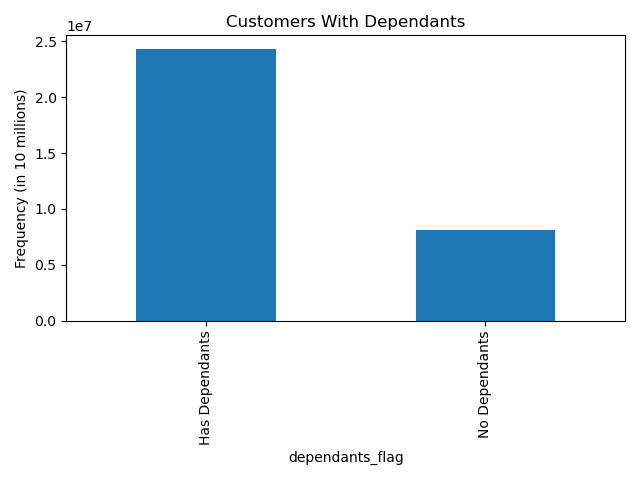 Customers With Dependants
1e7
2.5
2.0
1.5
1.0
0.5
0.0
Frequency (in 10 millions)
Has Dependants
No Dependants
dependants_flag